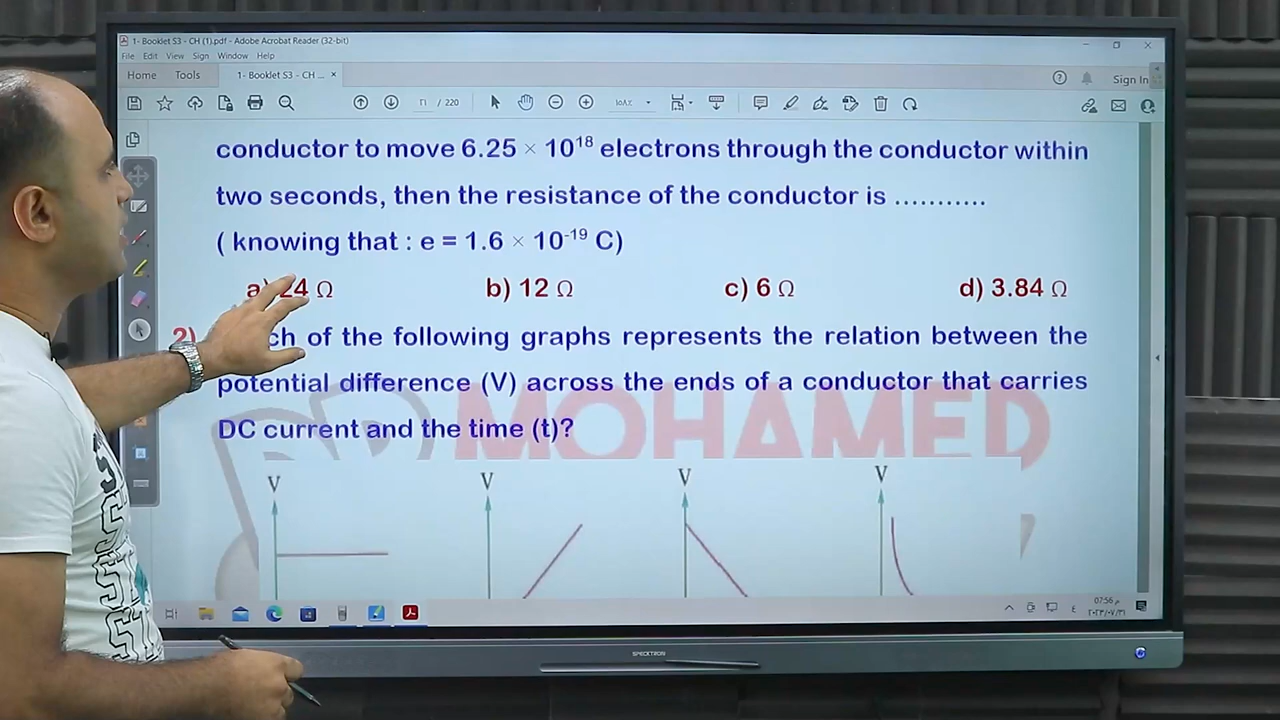 1- Booklet S3 - CH (1).pdf - Adobe Acrobat Reader (32-bit)
File Edit View Sign Window Help
Home Tools 1- Booklet S3 - CH ... × Sign In
/ 220
conductor to move 6.25 × 10¹⁸ electrons through the conductor within
two seconds, then the resistance of the conductor is ...........
( knowing that : e = 1.6 × 10⁻¹⁹ C)
a) 24 Ω b) 12 Ω c) 6 Ω d) 3.84 Ω
2) of the following graphs represents the relation between the
potential difference (V) across the ends of a conductor that carries
DC current and the time (t)?
MOHAMED
V V V V
07:56 م
SPECKTRON